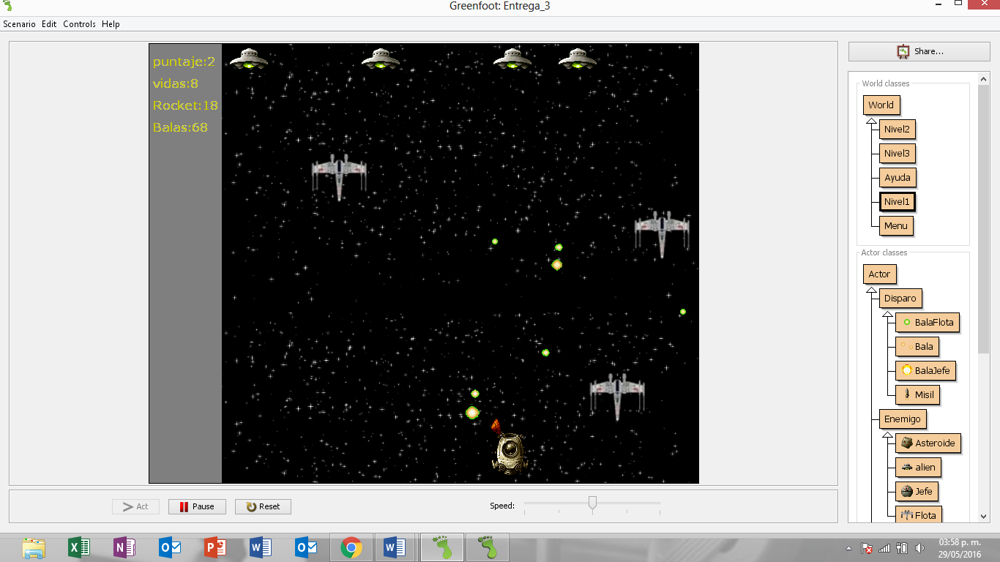 Greenfoot: Entrega_3
Scenario Edit Controls Help
puntaje:2
vidas:8
Rocket:18
Balas:68
Share...
World classes
World
Nivel2
Nivel3
Ayuda
Nivel1
Menu
Actor classes
Actor
Disparo
BalaFlota
Bala
BalaJefe
Misil
Enemigo
Asteroide
alien
Jefe
Flota
Act
Pause
Reset
Speed:
03:58 p. m.
29/05/2016